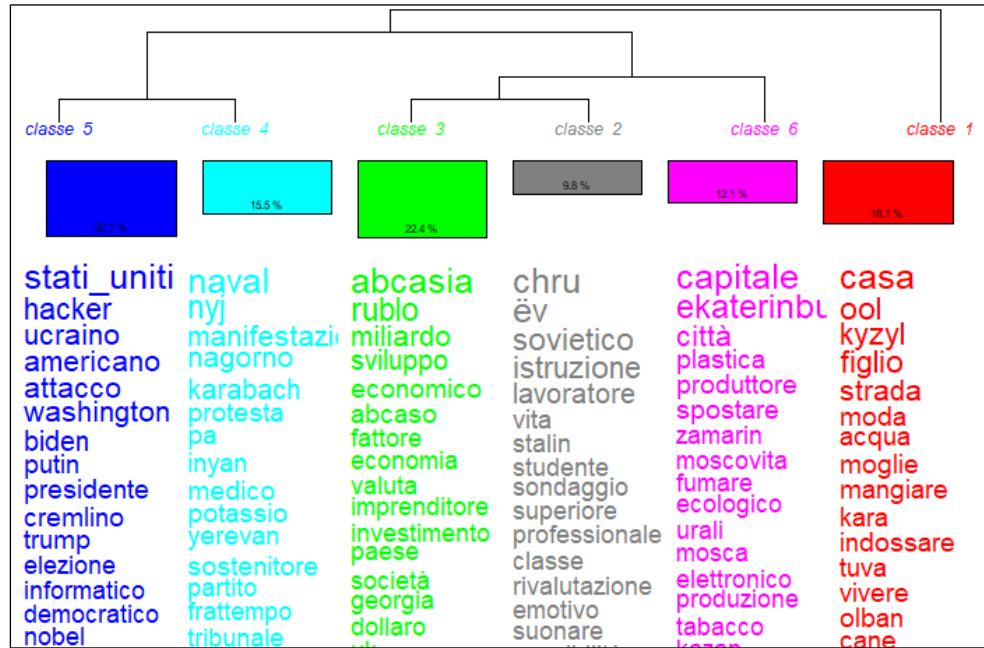 classe 5
classe 4
classe 3
classe 2
classe 6
classe 1
22.1 %
15.5 %
22.4 %
9.8 %
12.1 %
18.1 %
stati_uniti
hacker
ucraino
americano
attacco
washington
biden
putin
presidente
cremlino
trump
elezione
informatico
democratico
nobel
naval
nyj
manifestazi
nagorno
karabach
protesta
pa
inyan
medico
potassio
yerevan
sostenitore
partito
frattempo
tribunale
abcasia
rublo
miliardo
sviluppo
economico
abcaso
fattore
economia
valuta
imprenditore
investimento
paese
società
georgia
dollaro
chru
ëv
sovietico
istruzione
lavoratore
vita
stalin
studente
sondaggio
superiore
professionale
classe
rivalutazione
emotivo
suonare
capitale
ekaterinbu
città
plastica
produttore
spostare
zamarin
moscovita
fumare
ecologico
urali
mosca
elettronico
produzione
tabacco
casa
ool
kyzyl
figlio
strada
moda
acqua
moglie
mangiare
kara
indossare
tuva
vivere
olban
cane